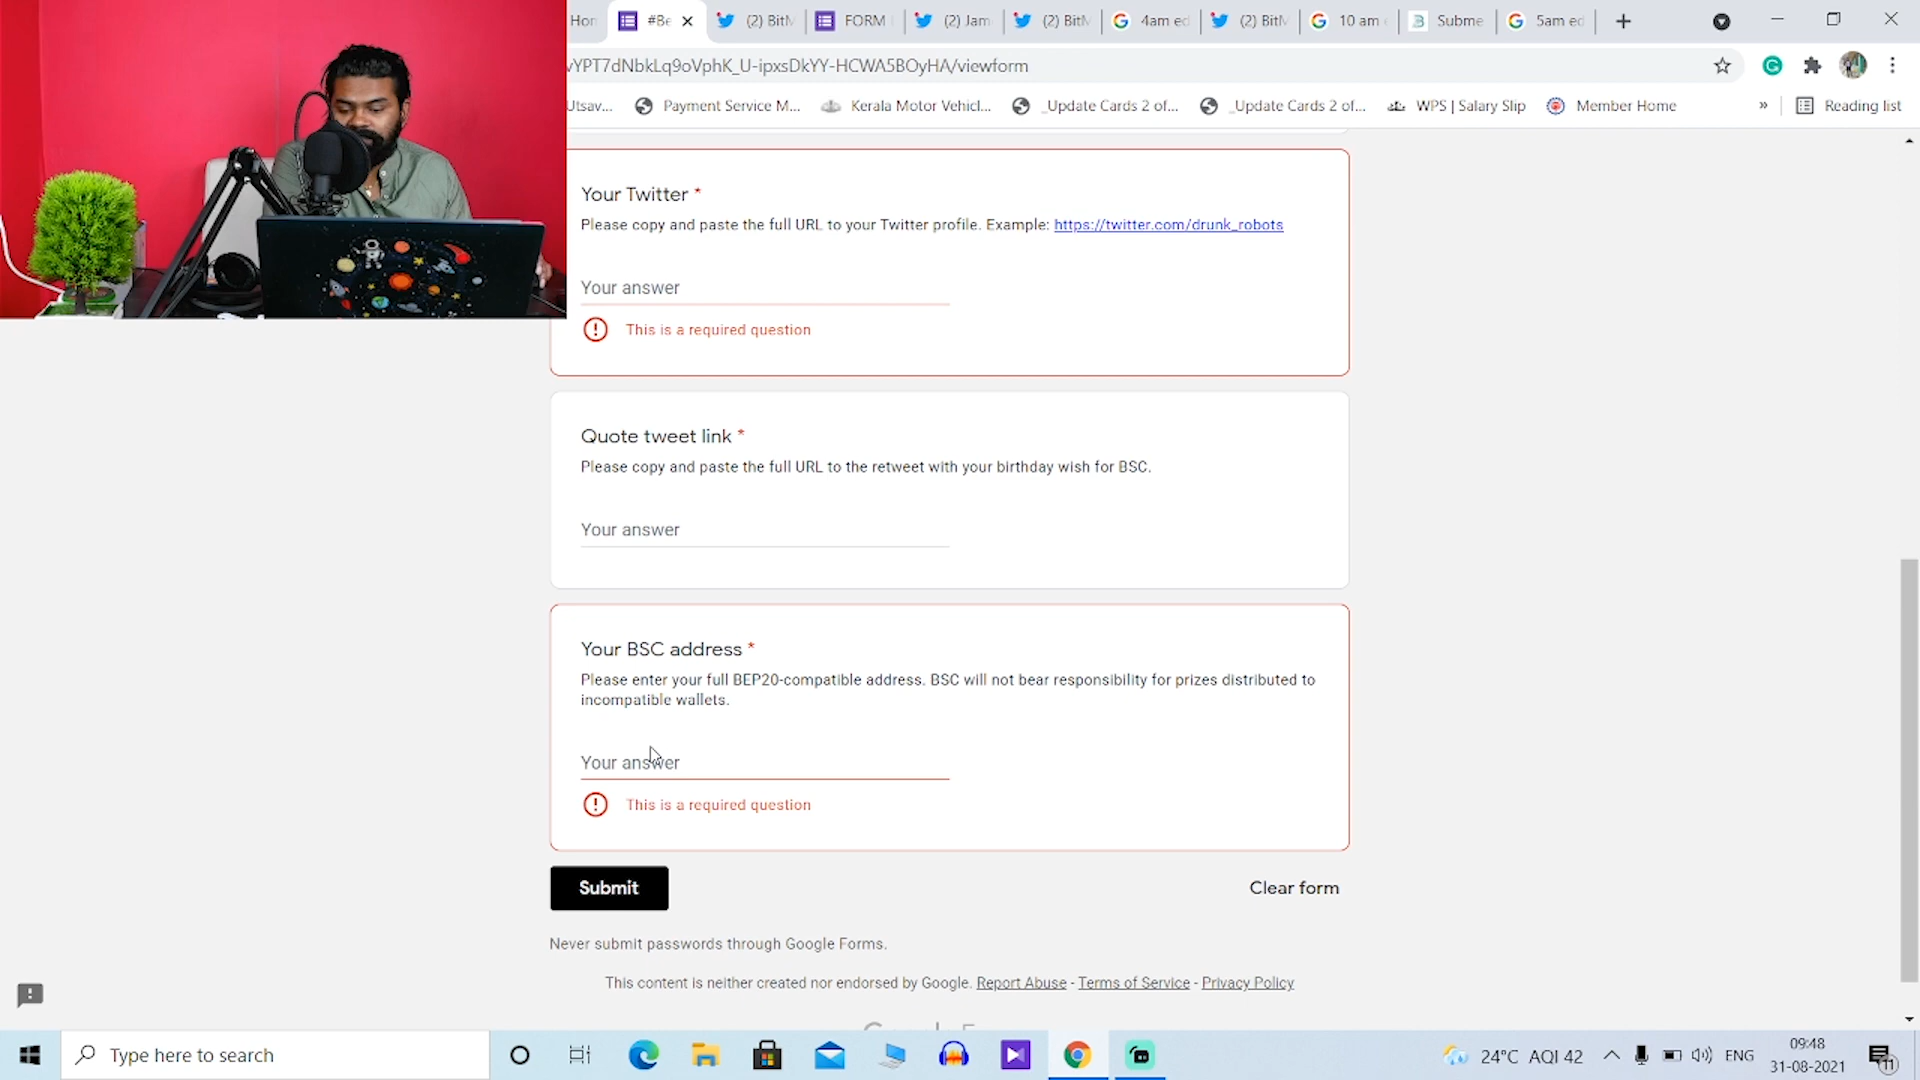 Hom
#Be
(2) BitM
FORM
(2) Jam
(2) BitM
4am ed
(2) BitM
10 am
Subme
5am ed
vYPT7dNbkLq9oVphK_U-ipxsDkYY-HCWA5BOyHA/viewform
Utsav...
Payment Service M...
Kerala Motor Vehicl...
_Update Cards 2 of...
_Update Cards 2 of...
WPS | Salary Slip
Member Home
»
Reading list
Your Twitter *
Please copy and paste the full URL to your Twitter profile. Example: https://twitter.com/drunk_robots
Your answer
This is a required question
Quote tweet link *
Please copy and paste the full URL to the retweet with your birthday wish for BSC.
Your answer
Your BSC address *
Please enter your full BEP20-compatible address. BSC will not bear responsibility for prizes distributed to
incompatible wallets.
Your answer
This is a required question
Submit
Clear form
Never submit passwords through Google Forms.
This content is neither created nor endorsed by Google. Report Abuse - Terms of Service - Privacy Policy
Type here to search
24°C AQI 42
ENG
09:48
31-08-2021
11